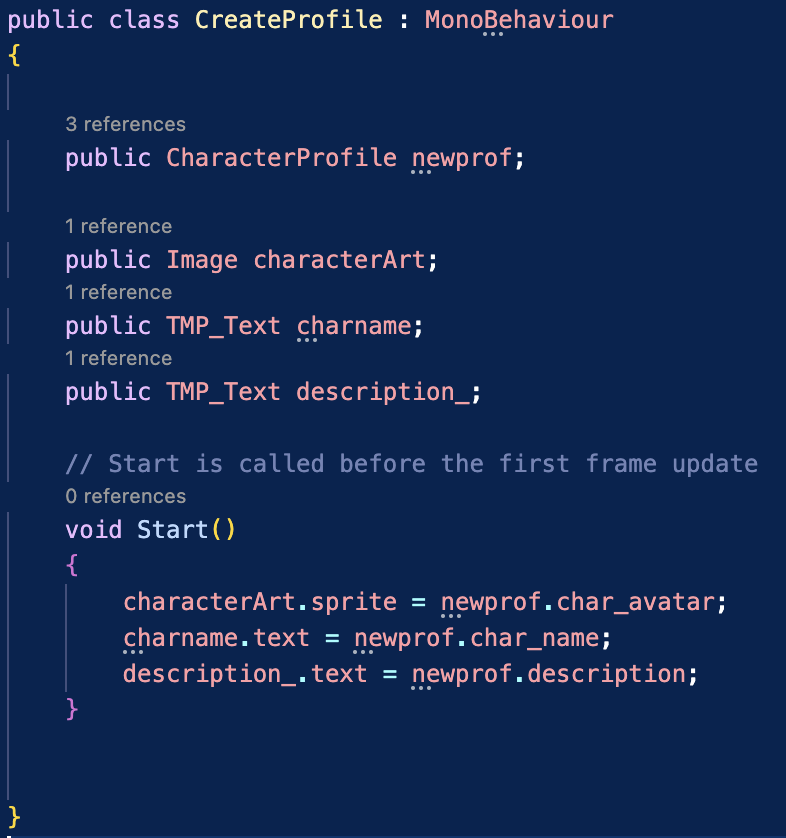 public class CreateProfile : MonoBehaviour
{
3 references
public CharacterProfile newprof;
1 reference
public Image characterArt;
1 reference
public TMP_Text charname;
1 reference
public TMP_Text description_;
// Start is called before the first frame update
0 references
void Start()
{
characterArt.sprite = newprof.char_avatar;
charname.text = newprof.char_name;
description_.text = newprof.description;
}
}